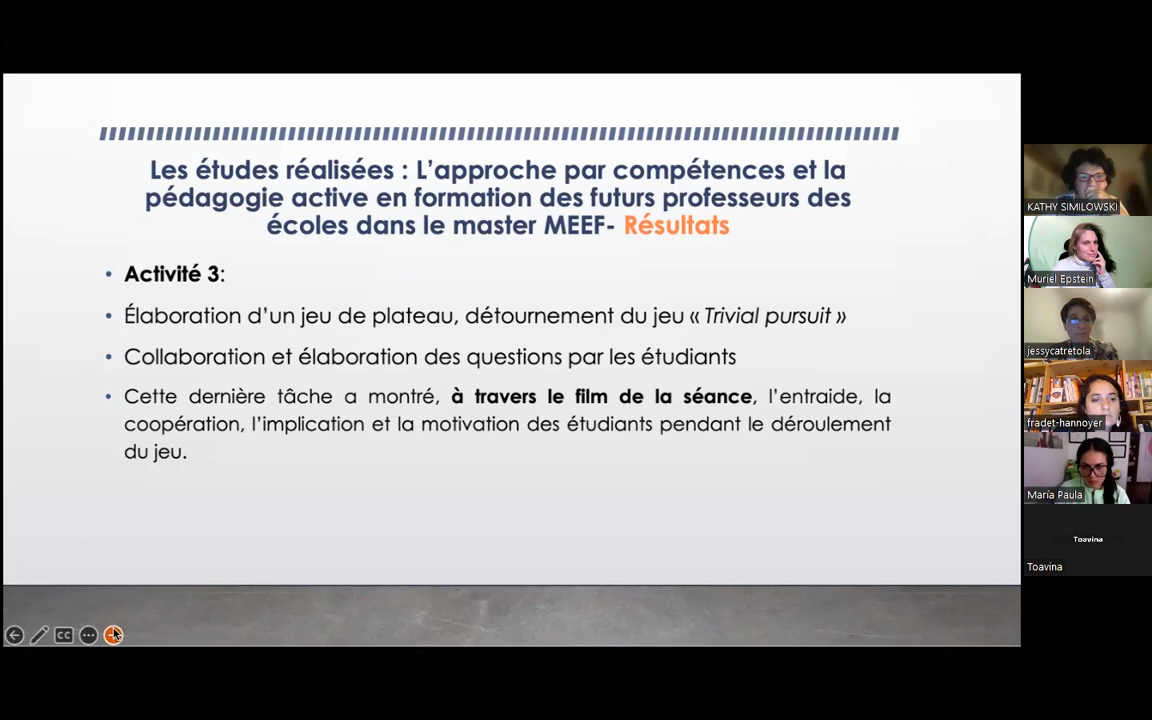 Les études réalisées : L'approche par compétences et la
pédagogie active en formation des futurs professeurs des
écoles dans le master MEEF- Résultats
• Activité 3:
• Élaboration d'un jeu de plateau, détournement du jeu « Trivial pursuit »
• Collaboration et élaboration des questions par les étudiants
• Cette dernière tâche a montré, à travers le film de la séance, l'entraide, la
coopération, l'implication et la motivation des étudiants pendant le déroulement
du jeu.
CC
KATHY SIMILOWSKI
Muriel Epstein
jessycatretola
fradet-hannoyer
María Paula
Toavina
Toavina